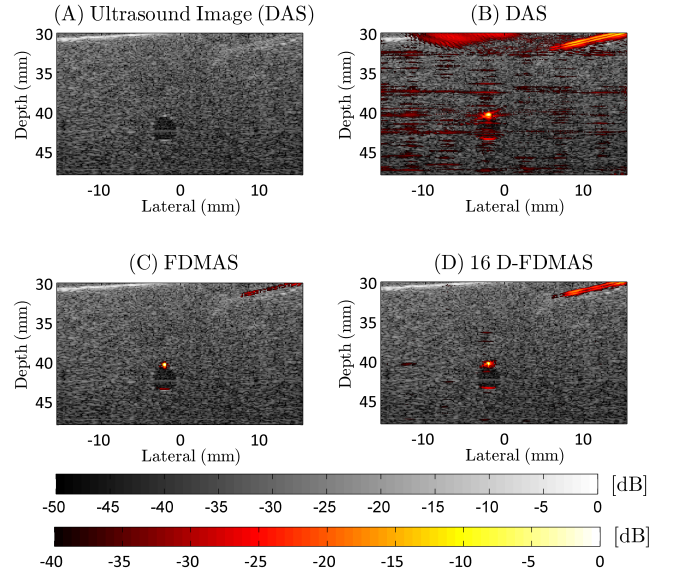 (A) Ultrasound Image (DAS)
30
35
40
45
Depth (mm)
-10 0 10
Lateral (mm)
(B) DAS
30
35
40
45
Depth (mm)
-10 0 10
Lateral (mm)
(C) FDMAS
30
35
40
45
Depth (mm)
-10 0 10
Lateral (mm)
(D) 16 D-FDMAS
30
35
40
45
Depth (mm)
-10 0 10
Lateral (mm)
[dB]
-50 -45 -40 -35 -30 -25 -20 -15 -10 -5 0
[dB]
-40 -35 -30 -25 -20 -15 -10 -5 0